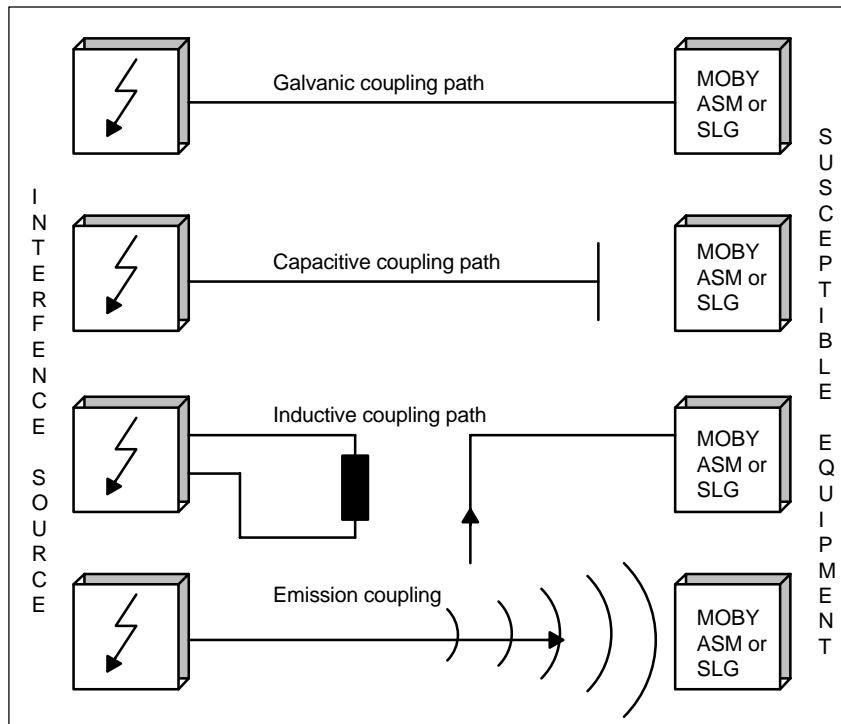 INTERFENCE SOURCE
Galvanic coupling path
MOBY
ASM or
SLG
Capacitive coupling path
MOBY
ASM or
SLG
Inductive coupling path
MOBY
ASM or
SLG
Emission coupling
MOBY
ASM or
SLG
SUSCEPTIBLE EQUIPMENT